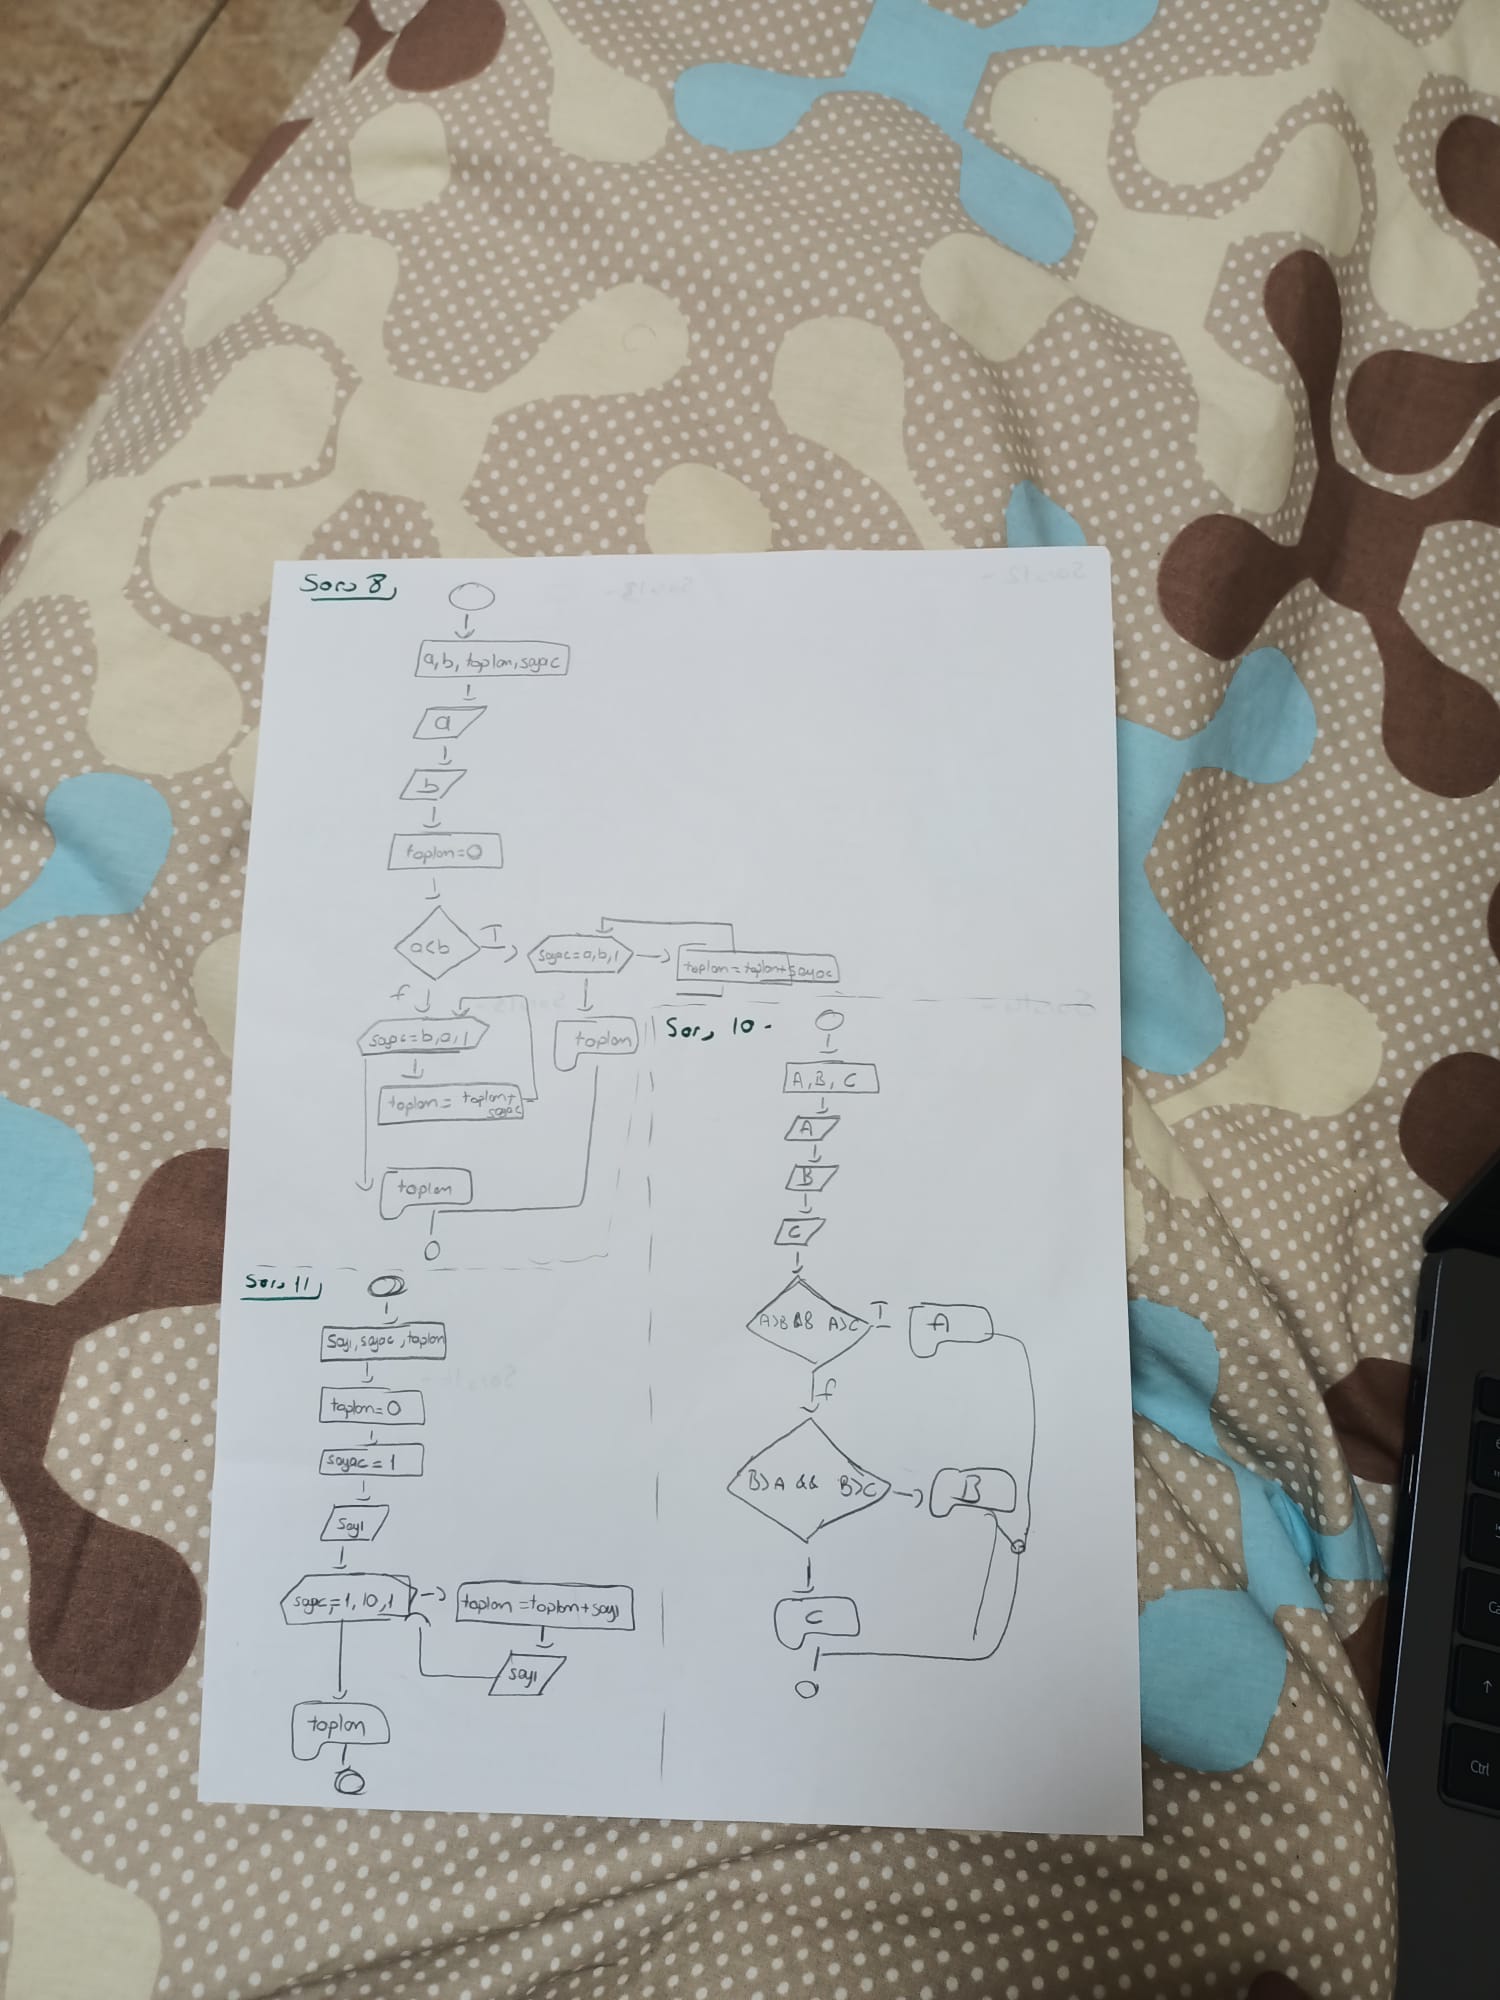 Soru 8,
a, b, toplam, sayac
a
b
toplam=0
a<b
T
sayac=a,b,1
toplam=toplam+sayac
f
sayac=b,a,1
toplam
toplam= toplam+
sayac
toplam
Soru 10-
A, B, C
A
B
C
A>B && A>C
T
A
f
B>A && B>C
B
C
Soru 11,
Sayı, sayac, toplam
toplam=0
sayac=1
Sayı
sayac=1,10,1
toplam=toplam+sayı
sayı
toplam
Ctrl